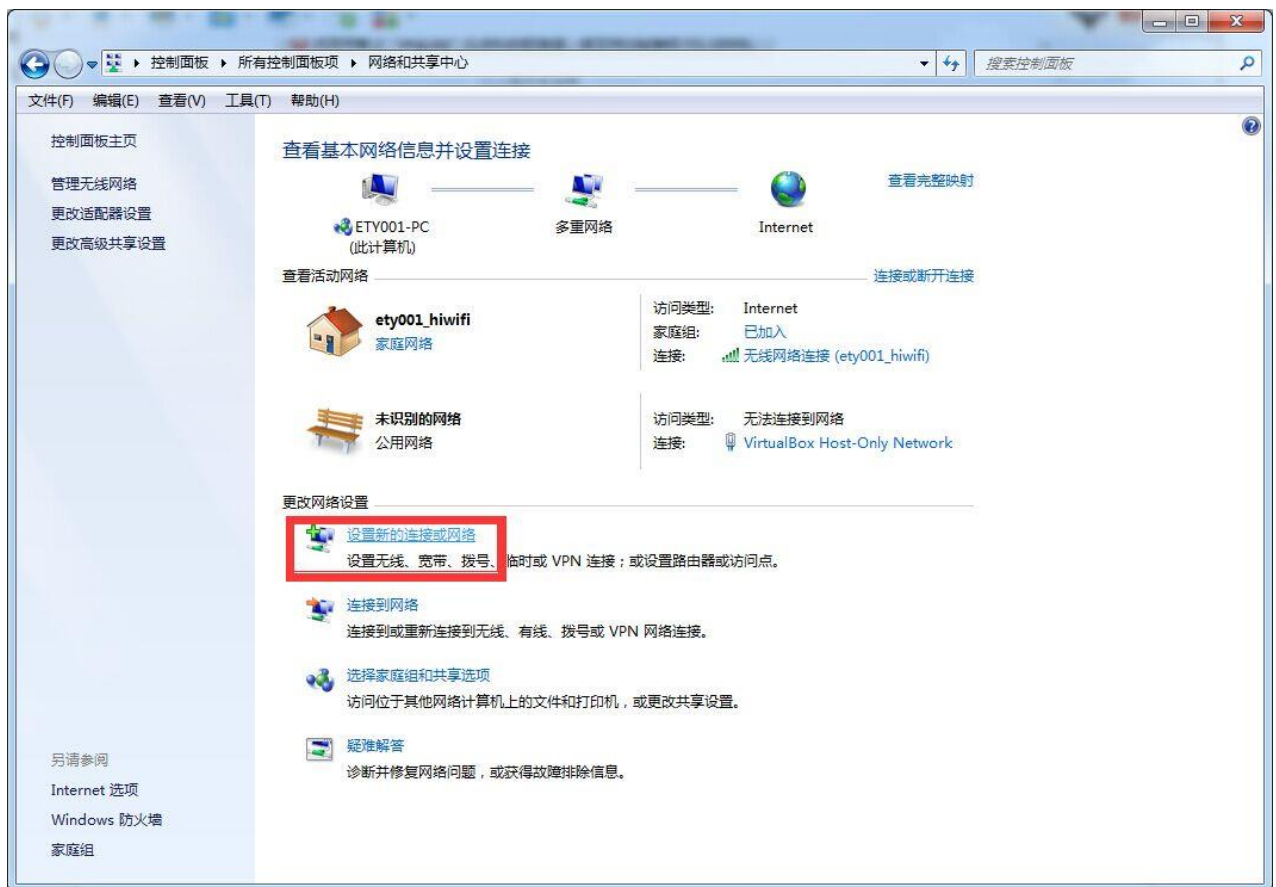 控制面板 所有控制面板项 网络和共享中心 搜索控制面板
文件(F) 编辑(E) 查看(V) 工具(T) 帮助(H)
控制面板主页
管理无线网络
更改适配器设置
更改高级共享设置
另请参阅
Internet 选项
Windows 防火墙
家庭组
查看基本网络信息并设置连接
ETY001-PC
(此计算机)
多重网络
Internet
查看完整映射
查看活动网络 连接或断开连接
ety001_hiwifi
家庭网络
访问类型: Internet
家庭组: 已加入
连接: 无线网络连接 (ety001_hiwifi)
未识别的网络
公用网络
访问类型: 无法连接到网络
连接: VirtualBox Host-Only Network
更改网络设置
设置新的连接或网络
设置无线、宽带、拨号、临时或 VPN 连接；或设置路由器或访问点。
连接到网络
连接到或重新连接到无线、有线、拨号或 VPN 网络连接。
选择家庭组和共享选项
访问位于其他网络计算机上的文件和打印机，或更改共享设置。
疑难解答
诊断并修复网络问题，或获得故障排除信息。